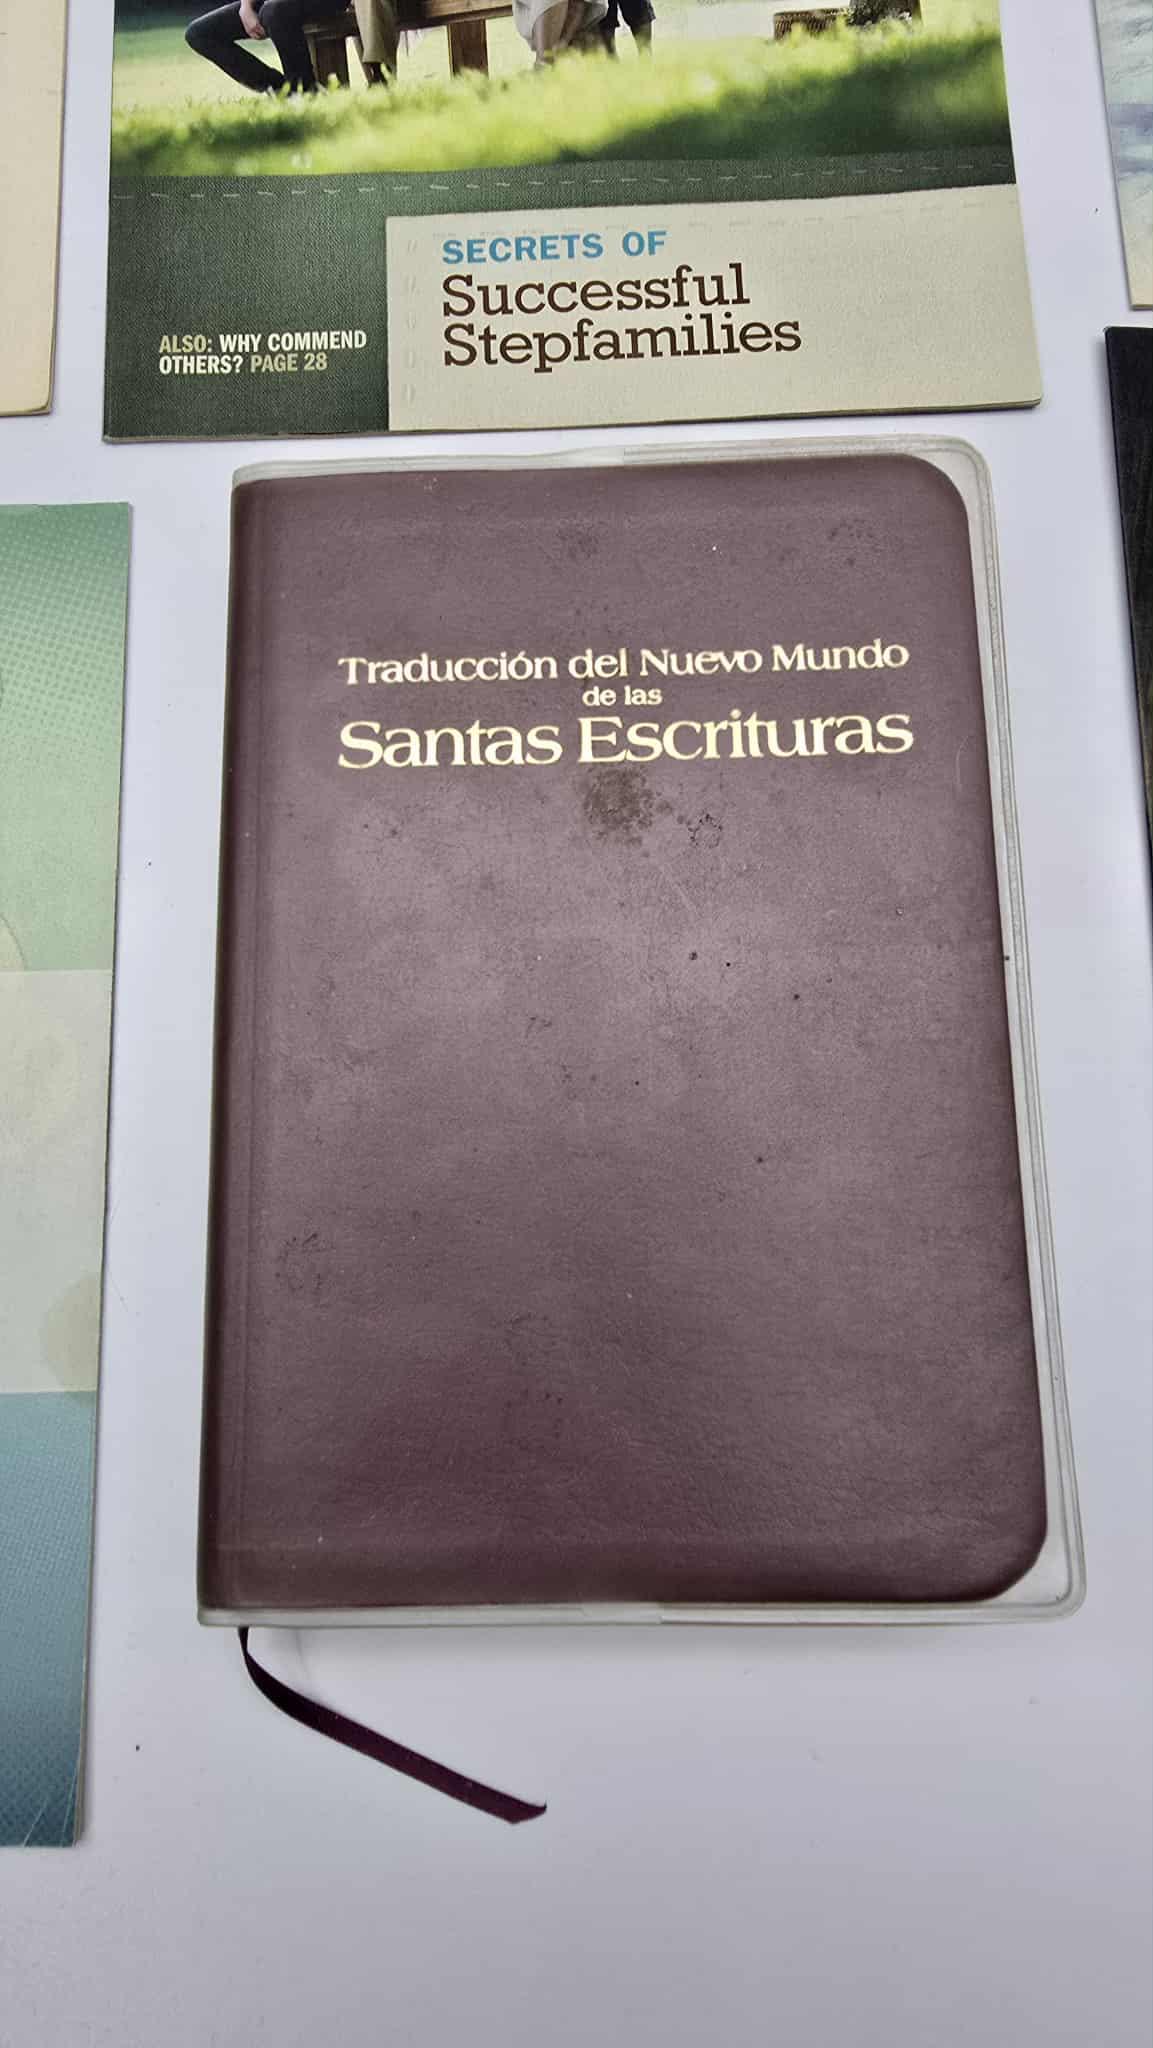 SECRETS OF
Successful
Stepfamilies
ALSO: WHY COMMEND
OTHERS? PAGE 28
Traducción del Nuevo Mundo
de las
Santas Escrituras